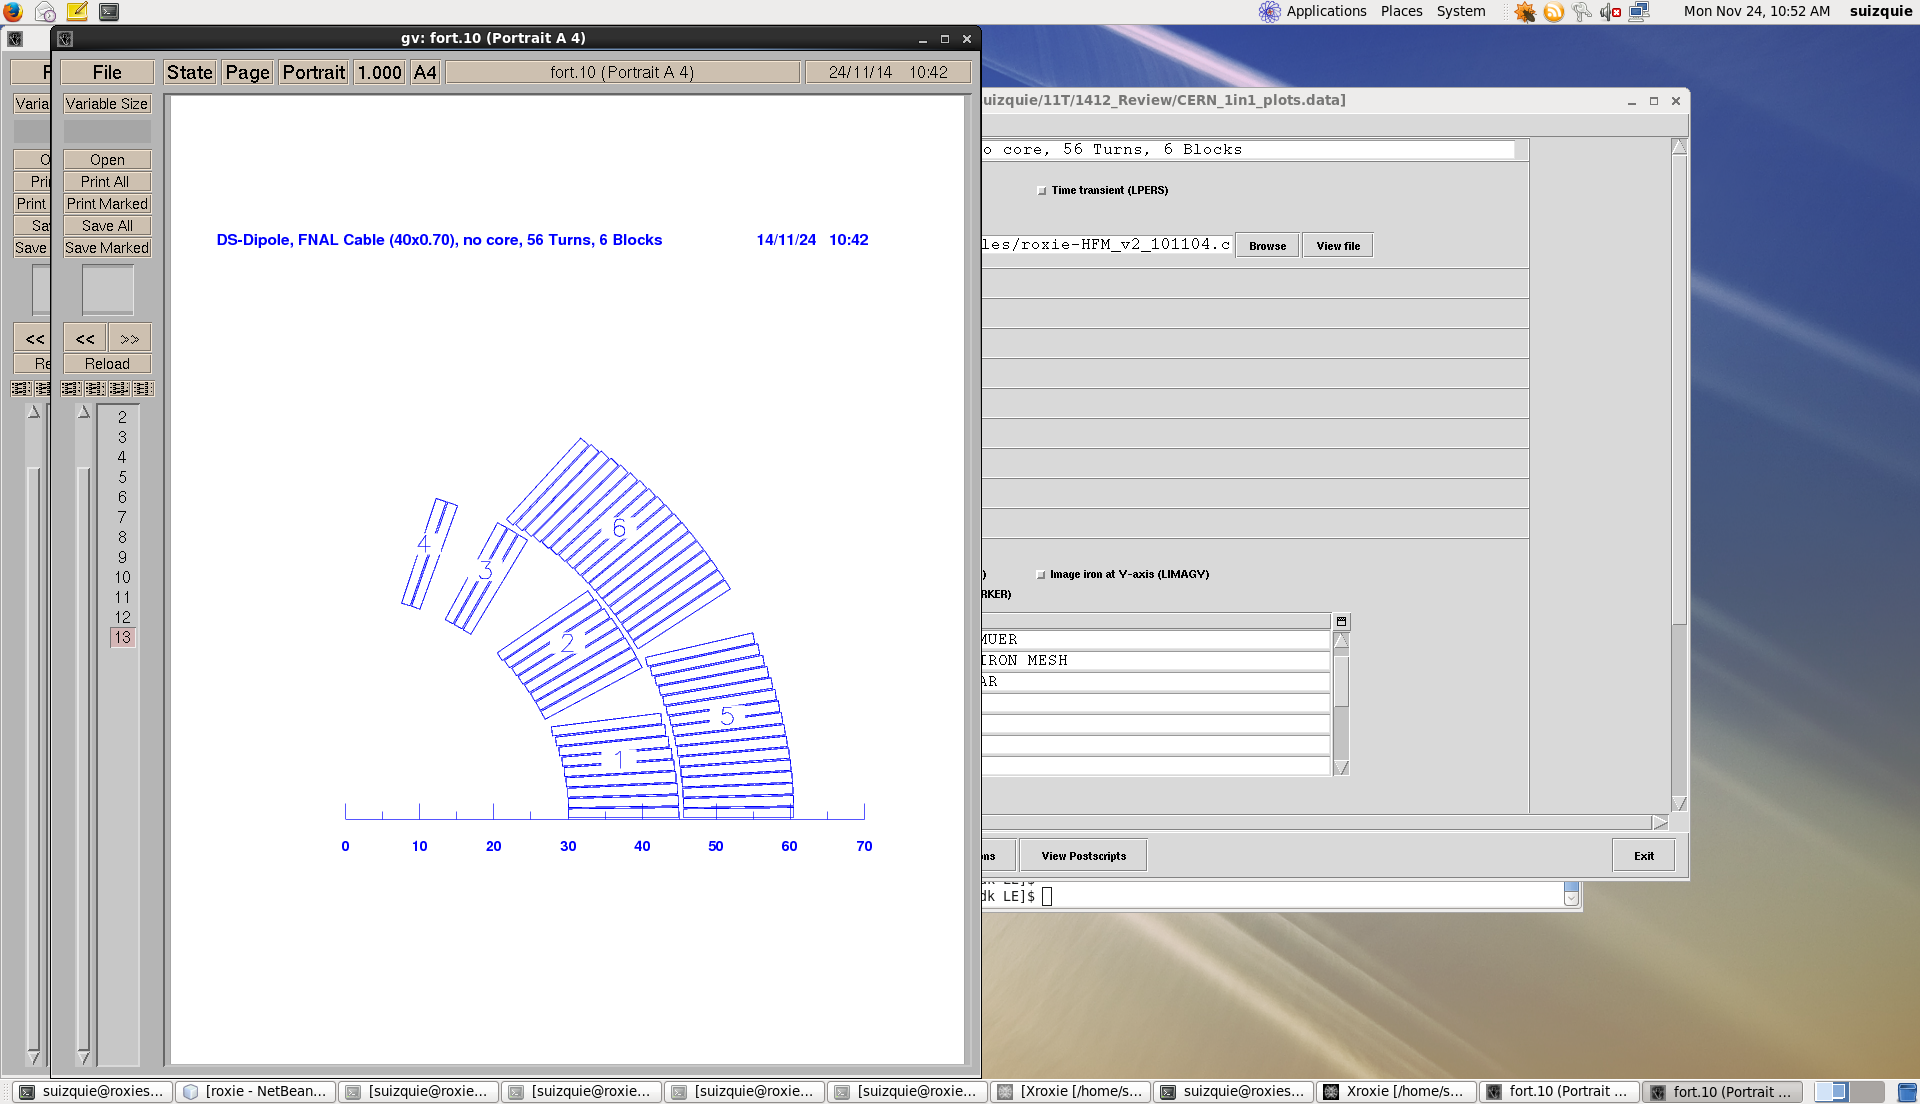 Applications Places System Mon Nov 24, 10:52 AM suizquie
gv: fort.10 (Portrait A 4)
File State Page Portrait 1.000 A4 fort.10 (Portrait A 4) 24/11/14 10:42
Variable Size
Open
Print All
Print Marked
Save All
Save Marked
<< >>
Reload
2
3
4
5
6
7
8
9
10
11
12
13
DS-Dipole, FNAL Cable (40x0.70), no core, 56 Turns, 6 Blocks 14/11/24 10:42
6
4
3
2
5
1
0 10 20 30 40 50 60 70
suizquie/11T/1412_Review/CERN_1in1_plots.data]
o core, 56 Turns, 6 Blocks
Time transient (LPERS)
les/roxie-HFM_v2_101104.c Browse View file
) Image iron at Y-axis (LIMAGY)
RKER)
MUER
IRON MESH
AR
ons View Postscripts Exit
dk LE]$
dk LE]$
suizquie@roxies... [roxie - NetBean... [suizquie@roxie... [suizquie@roxie... [suizquie@roxie... [suizquie@roxie... [Xroxie [/home/s... suizquie@roxies... Xroxie [/home/s... fort.10 (Portrait ... fort.10 (Portrait ...